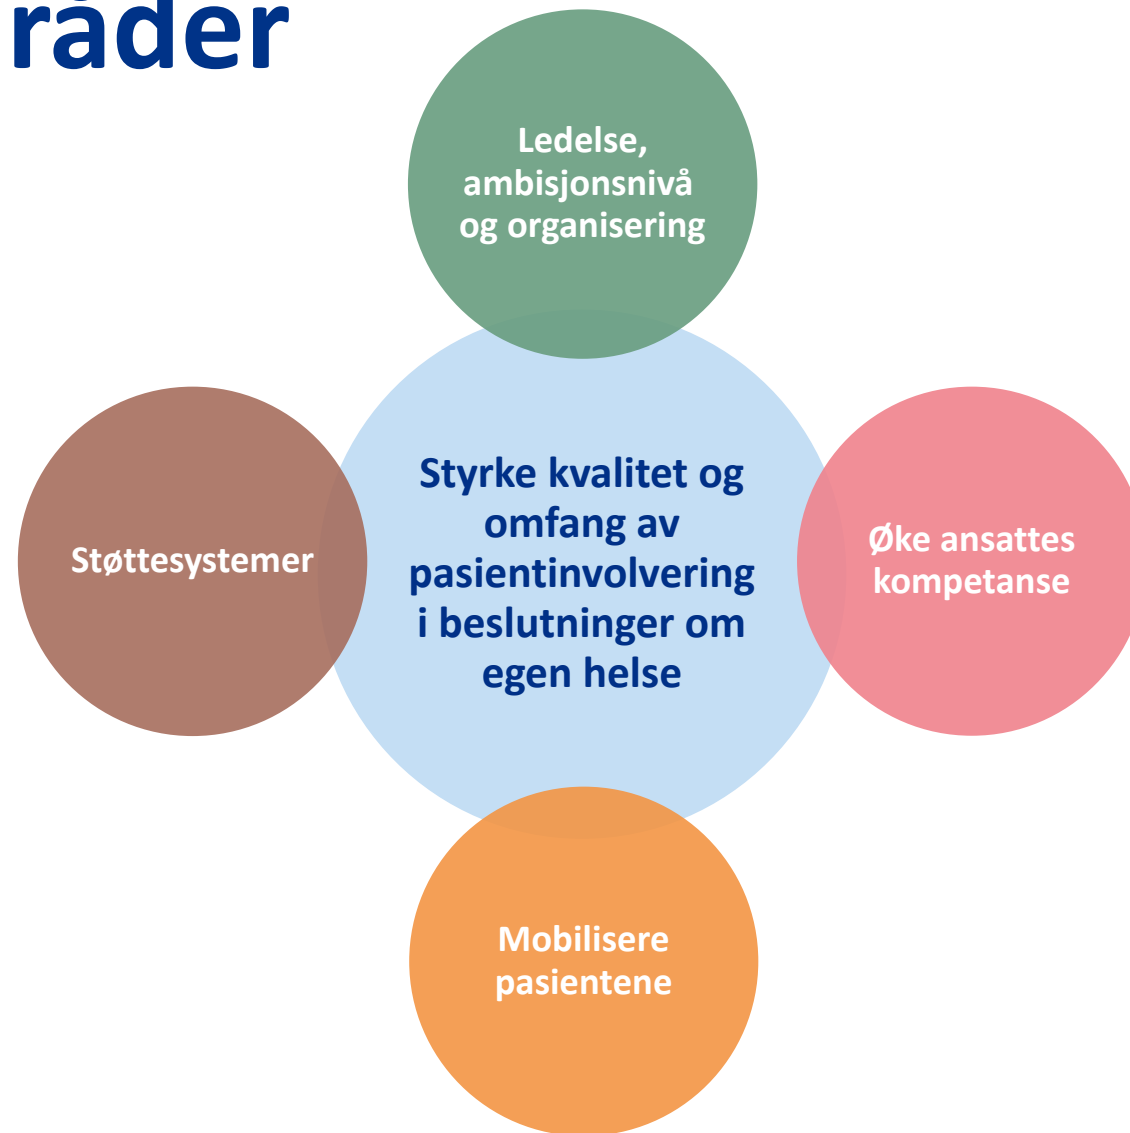 råder
Ledelse,
ambisjonsnivå
og organisering
Styrke kvalitet og
omfang av
pasientinvolvering
i beslutninger om
egen helse
Støttesystemer
Øke ansattes
kompetanse
Mobilisere
pasientene